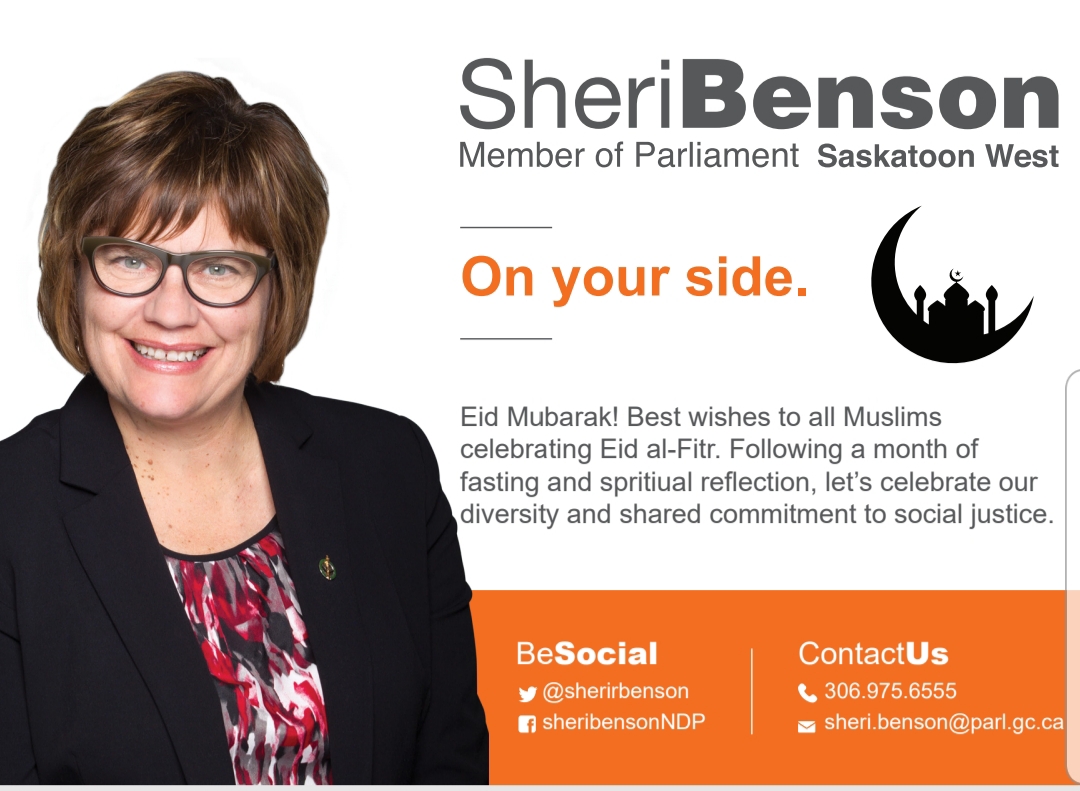 SheriBenson
Member of Parliament Saskatoon West
On your side.
Eid Mubarak! Best wishes to all Muslims
celebrating Eid al-Fitr. Following a month of
fasting and spritiual reflection, let's celebrate our
diversity and shared commitment to social justice.
BeSocial
@sherirbenson
sheribensonNDP
ContactUs
306.975.6555
sheri.benson@parl.gc.ca